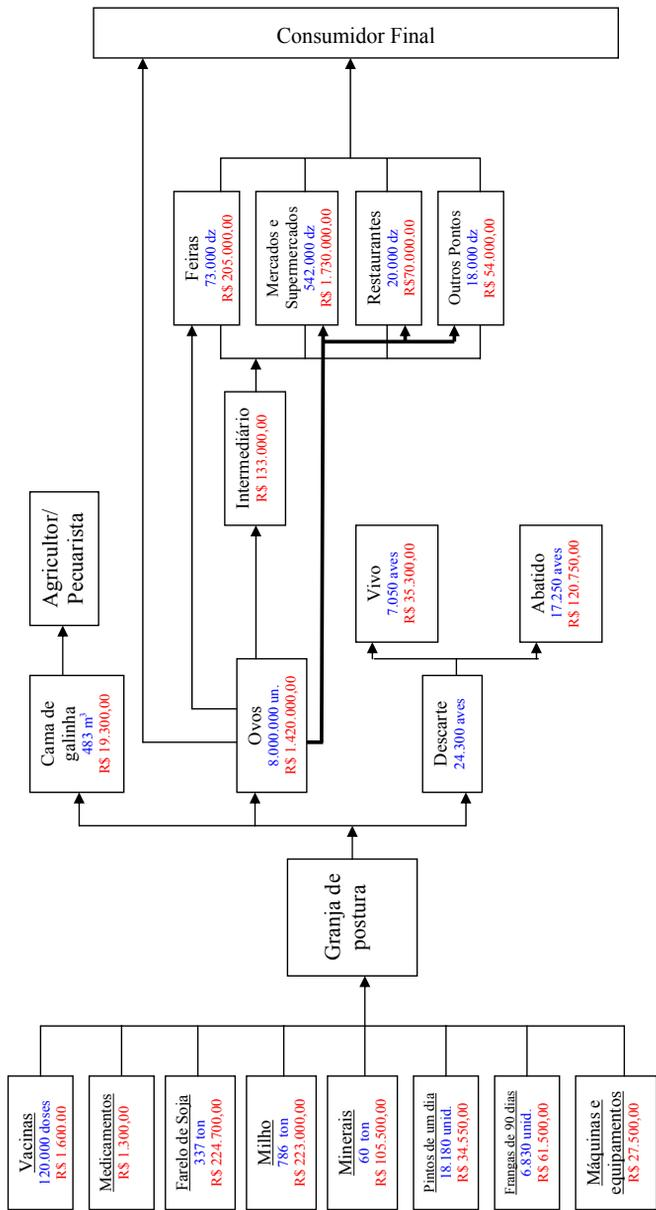 Vacinas
120.000 doses
R$ 1.600.00
Medicamentos
R$ 1.300,00
Farelo de Soja
337 ton
R$ 224.700,00
Milho
786 ton
R$ 223.000,00
Minerais
60 ton
R$ 105.500,00
Pintos de um dia
18.180 unid.
R$ 34.550,00
Frangas de 90 dias
6.830 unid.
R$ 61.500,00
Máquinas e
equipamentos
R$ 27.500,00
Granja de
postura
Cama de
galinha
483 m³
R$ 19.300,00
Ovos
8.000.000 un.
R$ 1.420.000,00
Descarte
24.300 aves
Agricultor/
Pecuarista
Intermediário
R$ 133.000,00
Vivo
7.050 aves
R$ 35.300,00
Abatido
17.250 aves
R$ 120.750,00
Feiras
73.000 dz
R$ 205.000,00
Mercados e
Supermercados
542.000 dz
R$ 1.730.000,00
Restaurantes
20.000 dz
R$70.000,00
Outros Pontos
18.000 dz
R$ 54.000,00
Consumidor Final